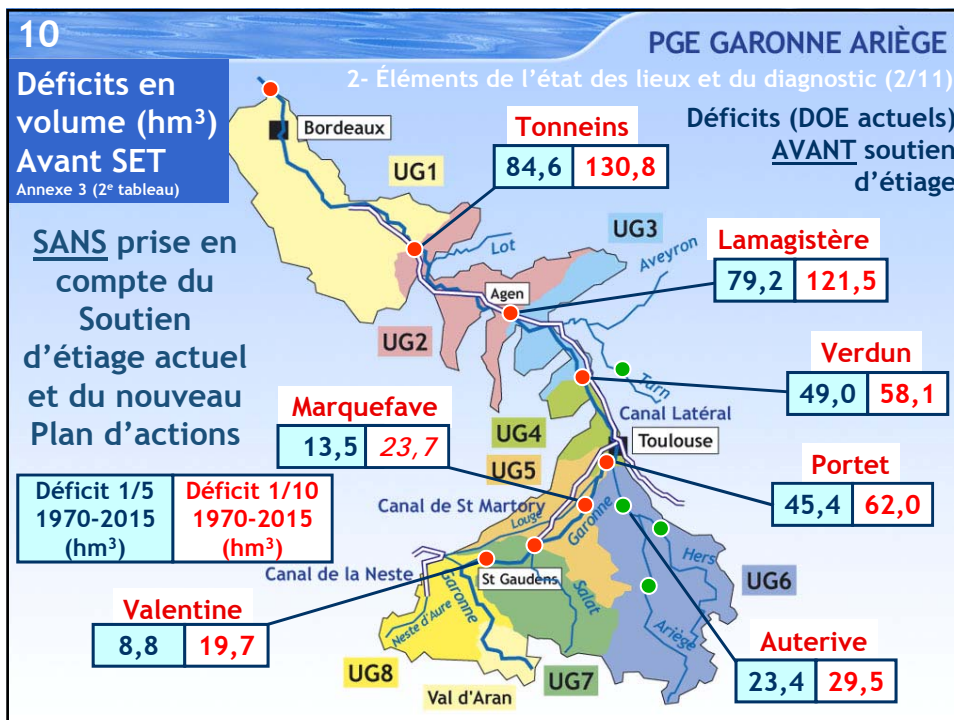 10
PGE GARONNE ARIÈGE
Déficits en
volume (hm³)
Avant SET
Annexe 3 (2e tableau)
2- Éléments de l'état des lieux et du diagnostic (2/11)
Déficits (DOE actuels)
AVANT soutien
d'étiage
SANS prise en
compte du
Soutien
d'étiage actuel
et du nouveau
Plan d'actions
Déficit 1/5
1970-2015
(hm³)
Déficit 1/10
1970-2015
(hm³)
Bordeaux
UG1
Tonneins
84,6 130,8
Lot
UG3
Aveyron
Lamagistère
79,2 121,5
Agen
UG2
Tarn
Verdun
49,0 58,1
Canal Latéral
Marquefave
13,5 23,7
UG4
Toulouse
UG5
Portet
45,4 62,0
Canal de St Martory
Louge
Garonne
Hers
Canal de la Neste
St Gaudens
Salat
UG6
Garonne
Neste d'Aure
Ariège
Valentine
8,8 19,7
Auterive
23,4 29,5
UG8
UG7
Val d'Aran